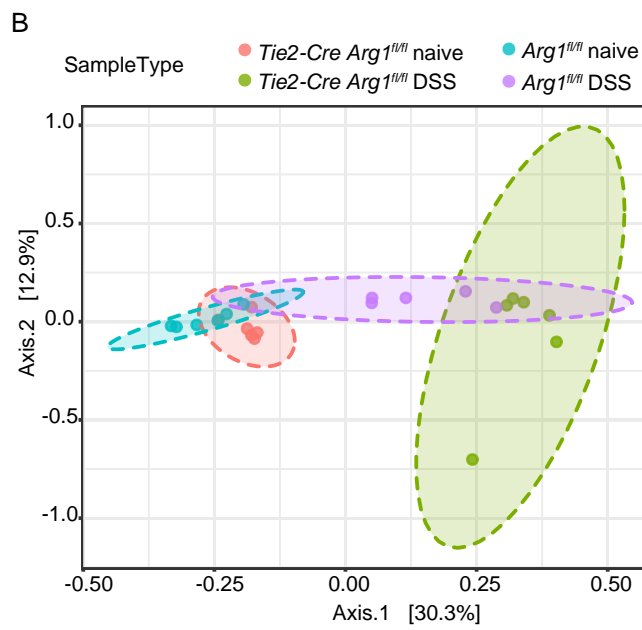 B
SampleType
Tie2-Cre Arg1fl/fl naive
Arg1fl/fl naive
Tie2-Cre Arg1fl/fl DSS
Arg1fl/fl DSS
1.0
0.5
0.0
-0.5
-1.0
Axis.2 [12.9%]
-0.50 -0.25 0.00 0.25 0.50
Axis.1 [30.3%]